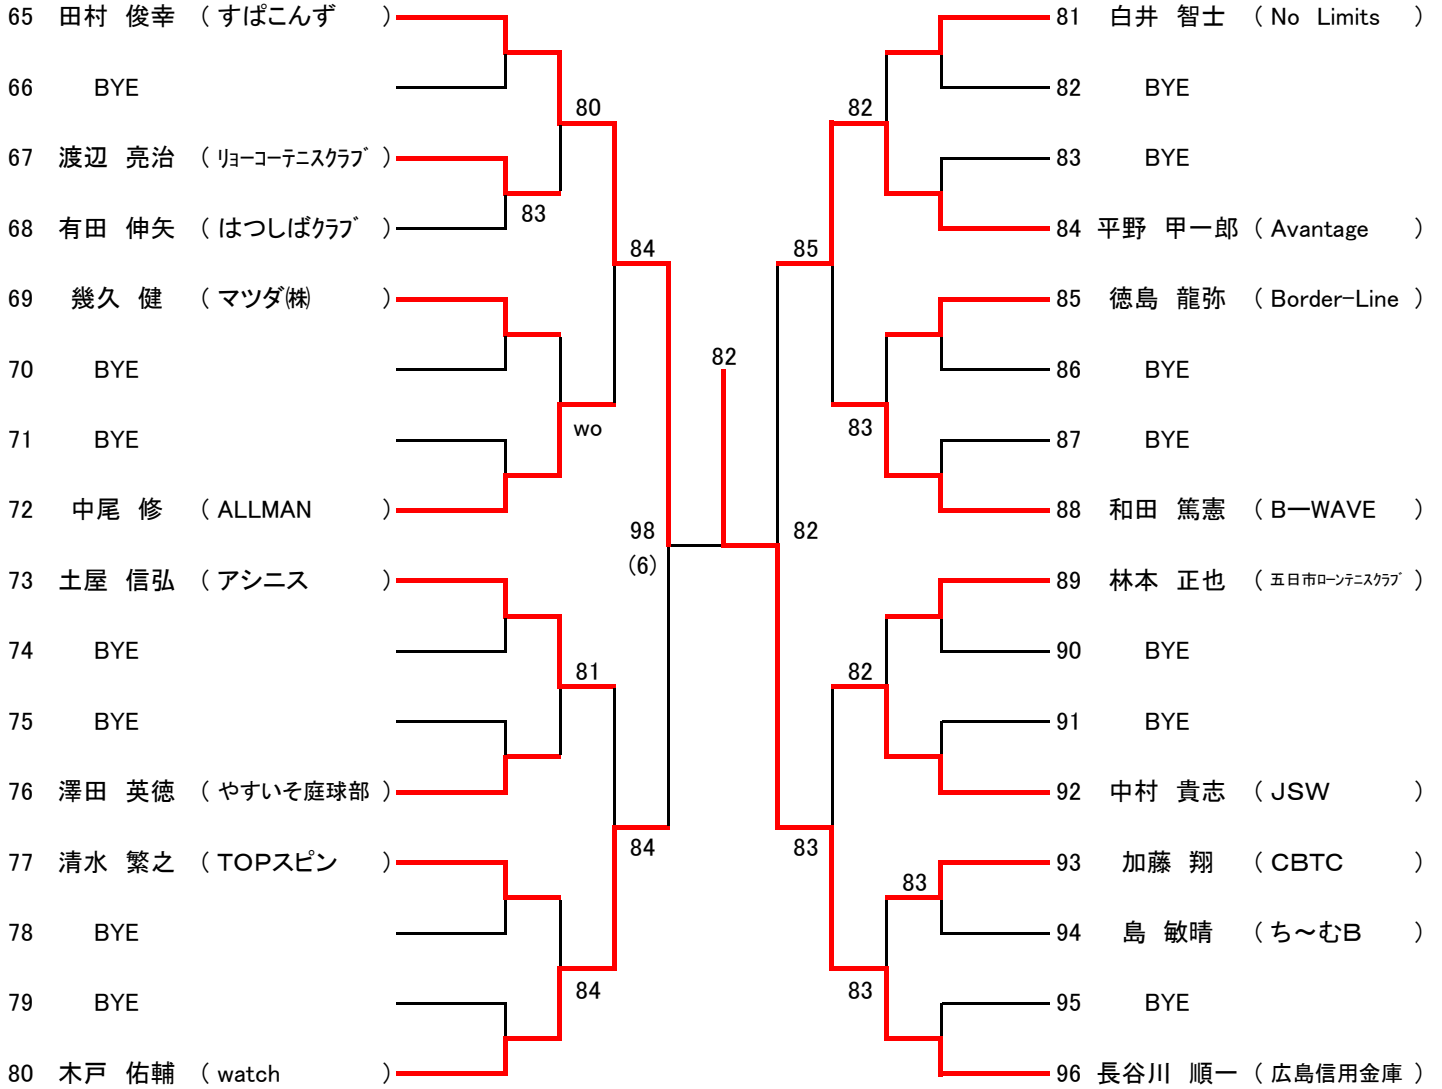 65 田村 俊幸 ( すぱこんず ) 81 白井 智士 ( No Limits )
66 BYE 82 BYE
80 82
67 渡辺 亮治 ( リョーコーテニスクラブ ) 83 BYE
83
68 有田 伸矢 ( はつしばクラブ ) 84 平野 甲一郎 ( Avantage )
84 85
69 幾久 健 ( マツダ㈱ ) 85 徳島 龍弥 ( Border-Line )
82
70 BYE 86 BYE
wo 83
71 BYE 87 BYE
72 中尾 修 ( ALLMAN ) 88 和田 篤憲 ( B−WAVE )
98 82
(6)
73 土屋 信弘 ( アシニス ) 89 林本 正也 ( 五日市ローンテニスクラブ )
74 BYE 90 BYE
81 82
75 BYE 91 BYE
76 澤田 英徳 ( やすいそ庭球部 ) 92 中村 貴志 ( JSW )
84 83
77 清水 繁之 ( TOPスピン ) 93 加藤 翔 ( CBTC )
83
78 BYE 94 島 敏晴 ( ち〜むB )
84 83
79 BYE 95 BYE
80 木戸 佑輔 ( watch ) 96 長谷川 順一 ( 広島信用金庫 )